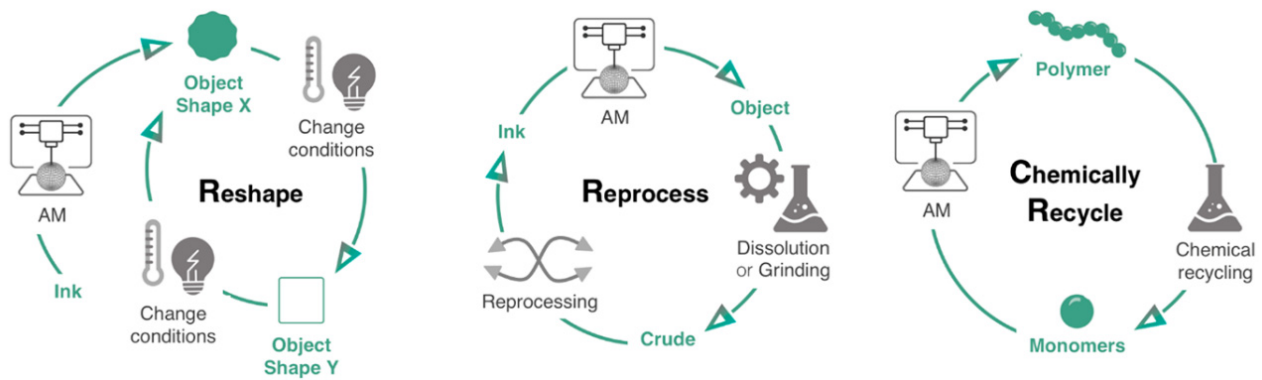 Object
Shape X
Change
conditions
AM
Reshape
Ink
Change
conditions
Object
Shape Y
AM
Object
Ink
Reprocess
Dissolution
or Grinding
Reprocessing
Crude
Polymer
AM
Chemically
Recycle
Chemical
recycling
Monomers